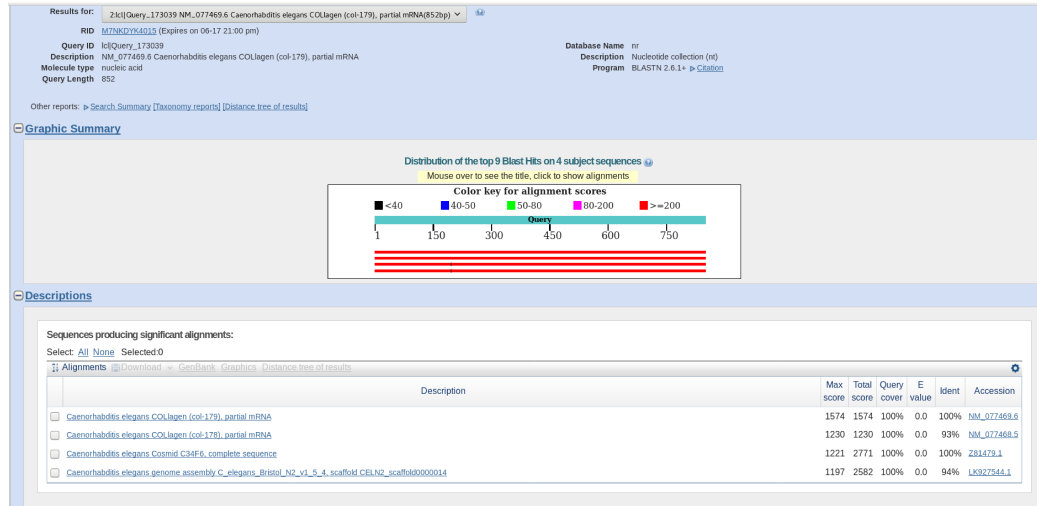 Results for: 2:lcl|Query_173039 NM_077469.6 Caenorhabditis elegans COLlagen (col-179), partial mRNA(852bp)
RID M7NKDYK4015 (Expires on 06-17 21:00 pm)
Query ID lcl|Query_173039 Database Name nr
Description NM_077469.6 Caenorhabditis elegans COLlagen (col-179), partial mRNA Description Nucleotide collection (nt)
Molecule type nucleic acid Program BLASTN 2.6.1+ Citation
Query Length 852
Other reports: Search Summary [Taxonomy reports] [Distance tree of results]
Graphic Summary
Distribution of the top 9 Blast Hits on 4 subject sequences
Mouse over to see the title, click to show alignments
Color key for alignment scores
<40 40-50 50-80 80-200 >=200
Query
1 150 300 450 600 750
Descriptions
Sequences producing significant alignments:
Select: All None Selected:0
Alignments Download GenBank Graphics Distance tree of results
Description Max score Total score Query cover E value Ident Accession
Caenorhabditis elegans COLlagen (col-179), partial mRNA 1574 1574 100% 0.0 100% NM_077469.6
Caenorhabditis elegans COLlagen (col-178), partial mRNA 1230 1230 100% 0.0 93% NM_077468.5
Caenorhabditis elegans Cosmid C34F6, complete sequence 1221 2771 100% 0.0 100% Z81479.1
Caenorhabditis elegans genome assembly C_elegans_Bristol_N2_v1_5_4, scaffold CELN2_scaffold0000014 1197 2582 100% 0.0 94% LK927544.1